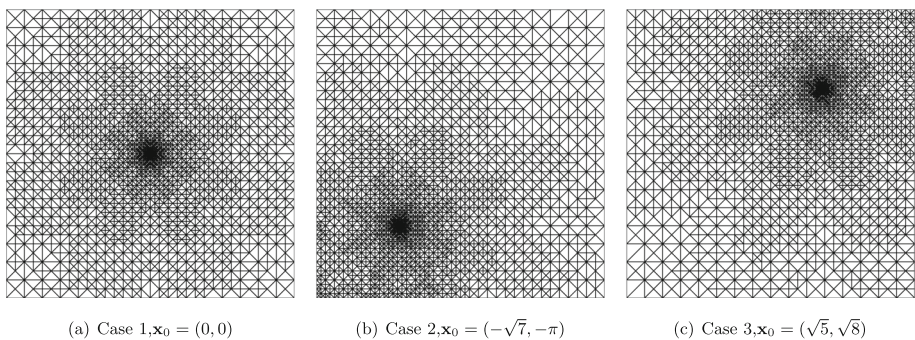 (a) Case 1,𝐱₀ = (0, 0)
(b) Case 2,𝐱₀ = (−√7, −π)
(c) Case 3,𝐱₀ = (√5, √8)